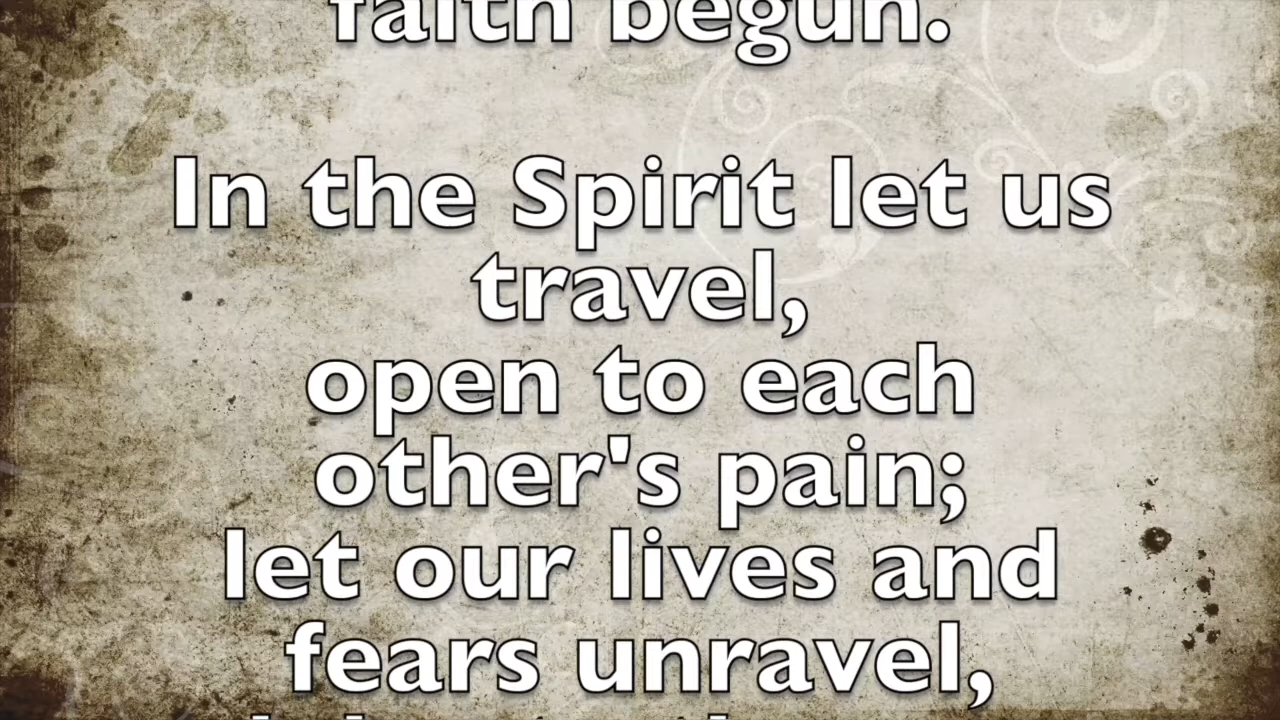 faith begun.
In the Spirit let us
travel,
open to each
other's pain;
let our lives and
fears unravel,